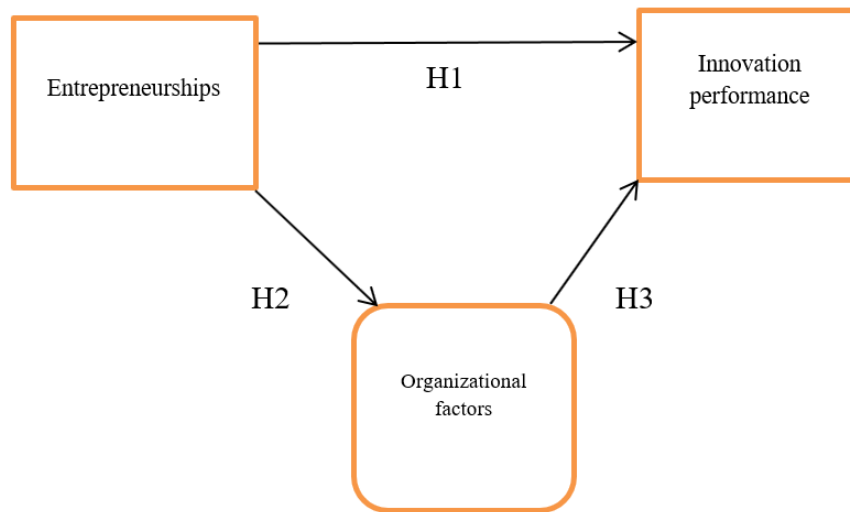 Entrepreneurships
Innovation
performance
H1
H2
H3
Organizational
factors